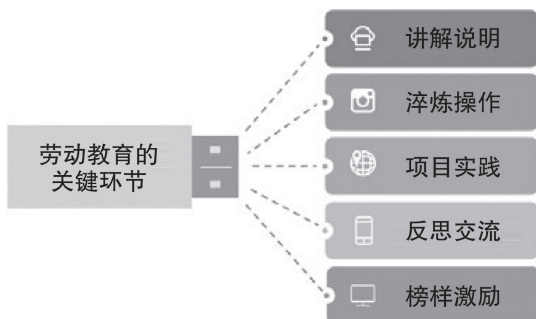 劳动教育的
关键环节
讲解说明
淬炼操作
项目实践
反思交流
榜样激励